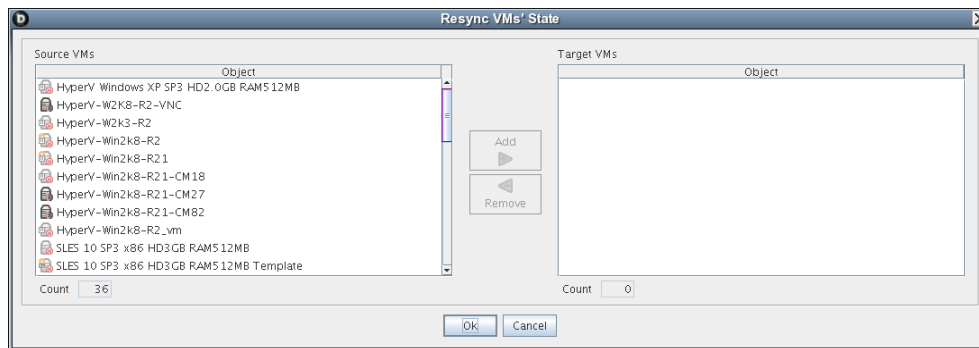 Resync VMs' State
Source VMs
Object
HyperV Windows XP SP3 HD2.0GB RAM512MB
HyperV-W2K8-R2-VNC
HyperV-W2k3-R2
HyperV-Win2k8-R2
HyperV-Win2k8-R21
HyperV-Win2k8-R21-CM18
HyperV-Win2k8-R21-CM27
HyperV-Win2k8-R21-CM82
HyperV-Win2k8-R2_vm
SLES 10 SP3 x86 HD3GB RAM512MB
SLES 10 SP3 x86 HD3GB RAM512MB Template
Count 36
Add
Remove
Target VMs
Object
Count 0
Ok Cancel